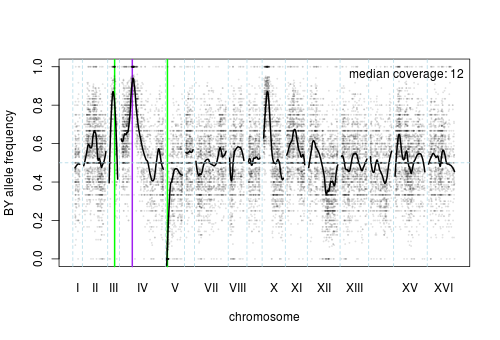 median coverage: 12
BY allele frequency
1.0
0.8
0.6
0.4
0.2
0.0
I II III IV V VII VIII X XI XII XIII XV XVI
chromosome